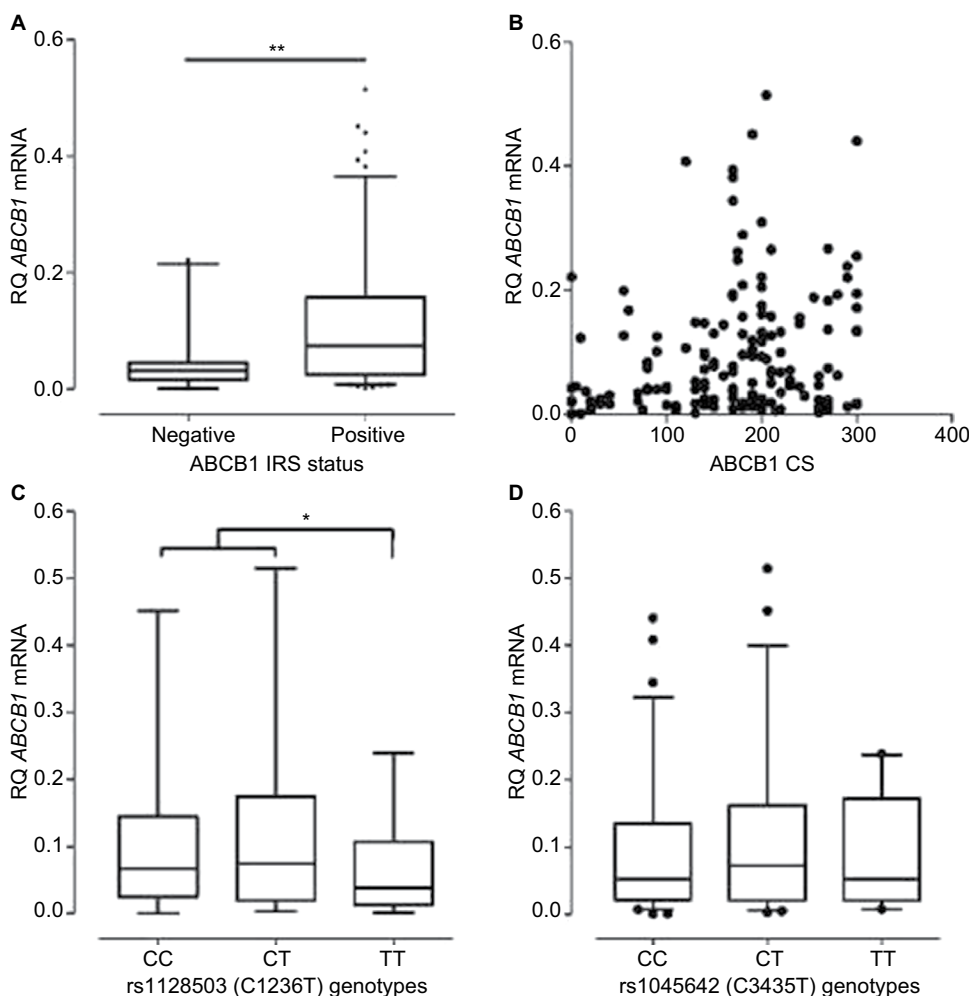 A
0.6
0.4
0.2
0.0
RQ ABCB1 mRNA
**
Negative
Positive
ABCB1 IRS status
B
0.6
0.4
0.2
0.0
RQ ABCB1 mRNA
0
100
200
300
400
ABCB1 CS
C
0.6
0.5
0.4
0.3
0.2
0.1
0.0
RQ ABCB1 mRNA
*
CC
CT
TT
rs1128503 (C1236T) genotypes
D
0.6
0.5
0.4
0.3
0.2
0.1
0.0
RQ ABCB1 mRNA
CC
CT
TT
rs1045642 (C3435T) genotypes